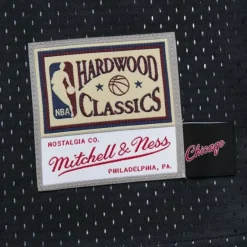 HARDWOOD
NBA
CLASSICS
NOSTALGIA CO.
Mitchell & Ness
PHILADELPHIA, PA.
Chicago